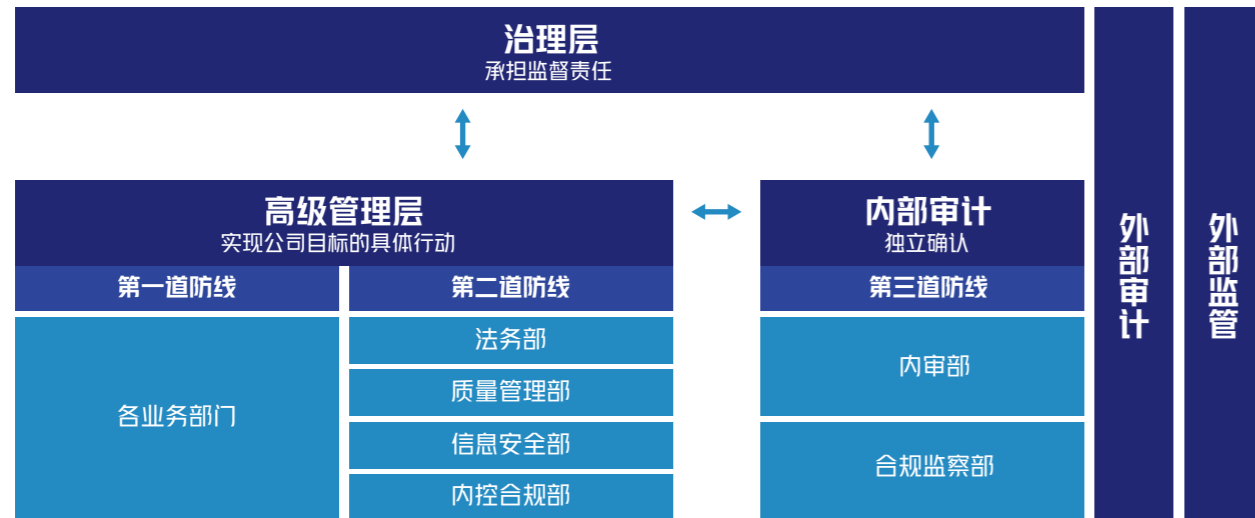 治理层
承担监督责任
高级管理层
实现公司目标的具体行动
内部审计
独立确认
第一道防线
第二道防线
第三道防线
各业务部门
法务部
质量管理部
信息安全部
内控合规部
内审部
合规监察部
外部审计
外部监管